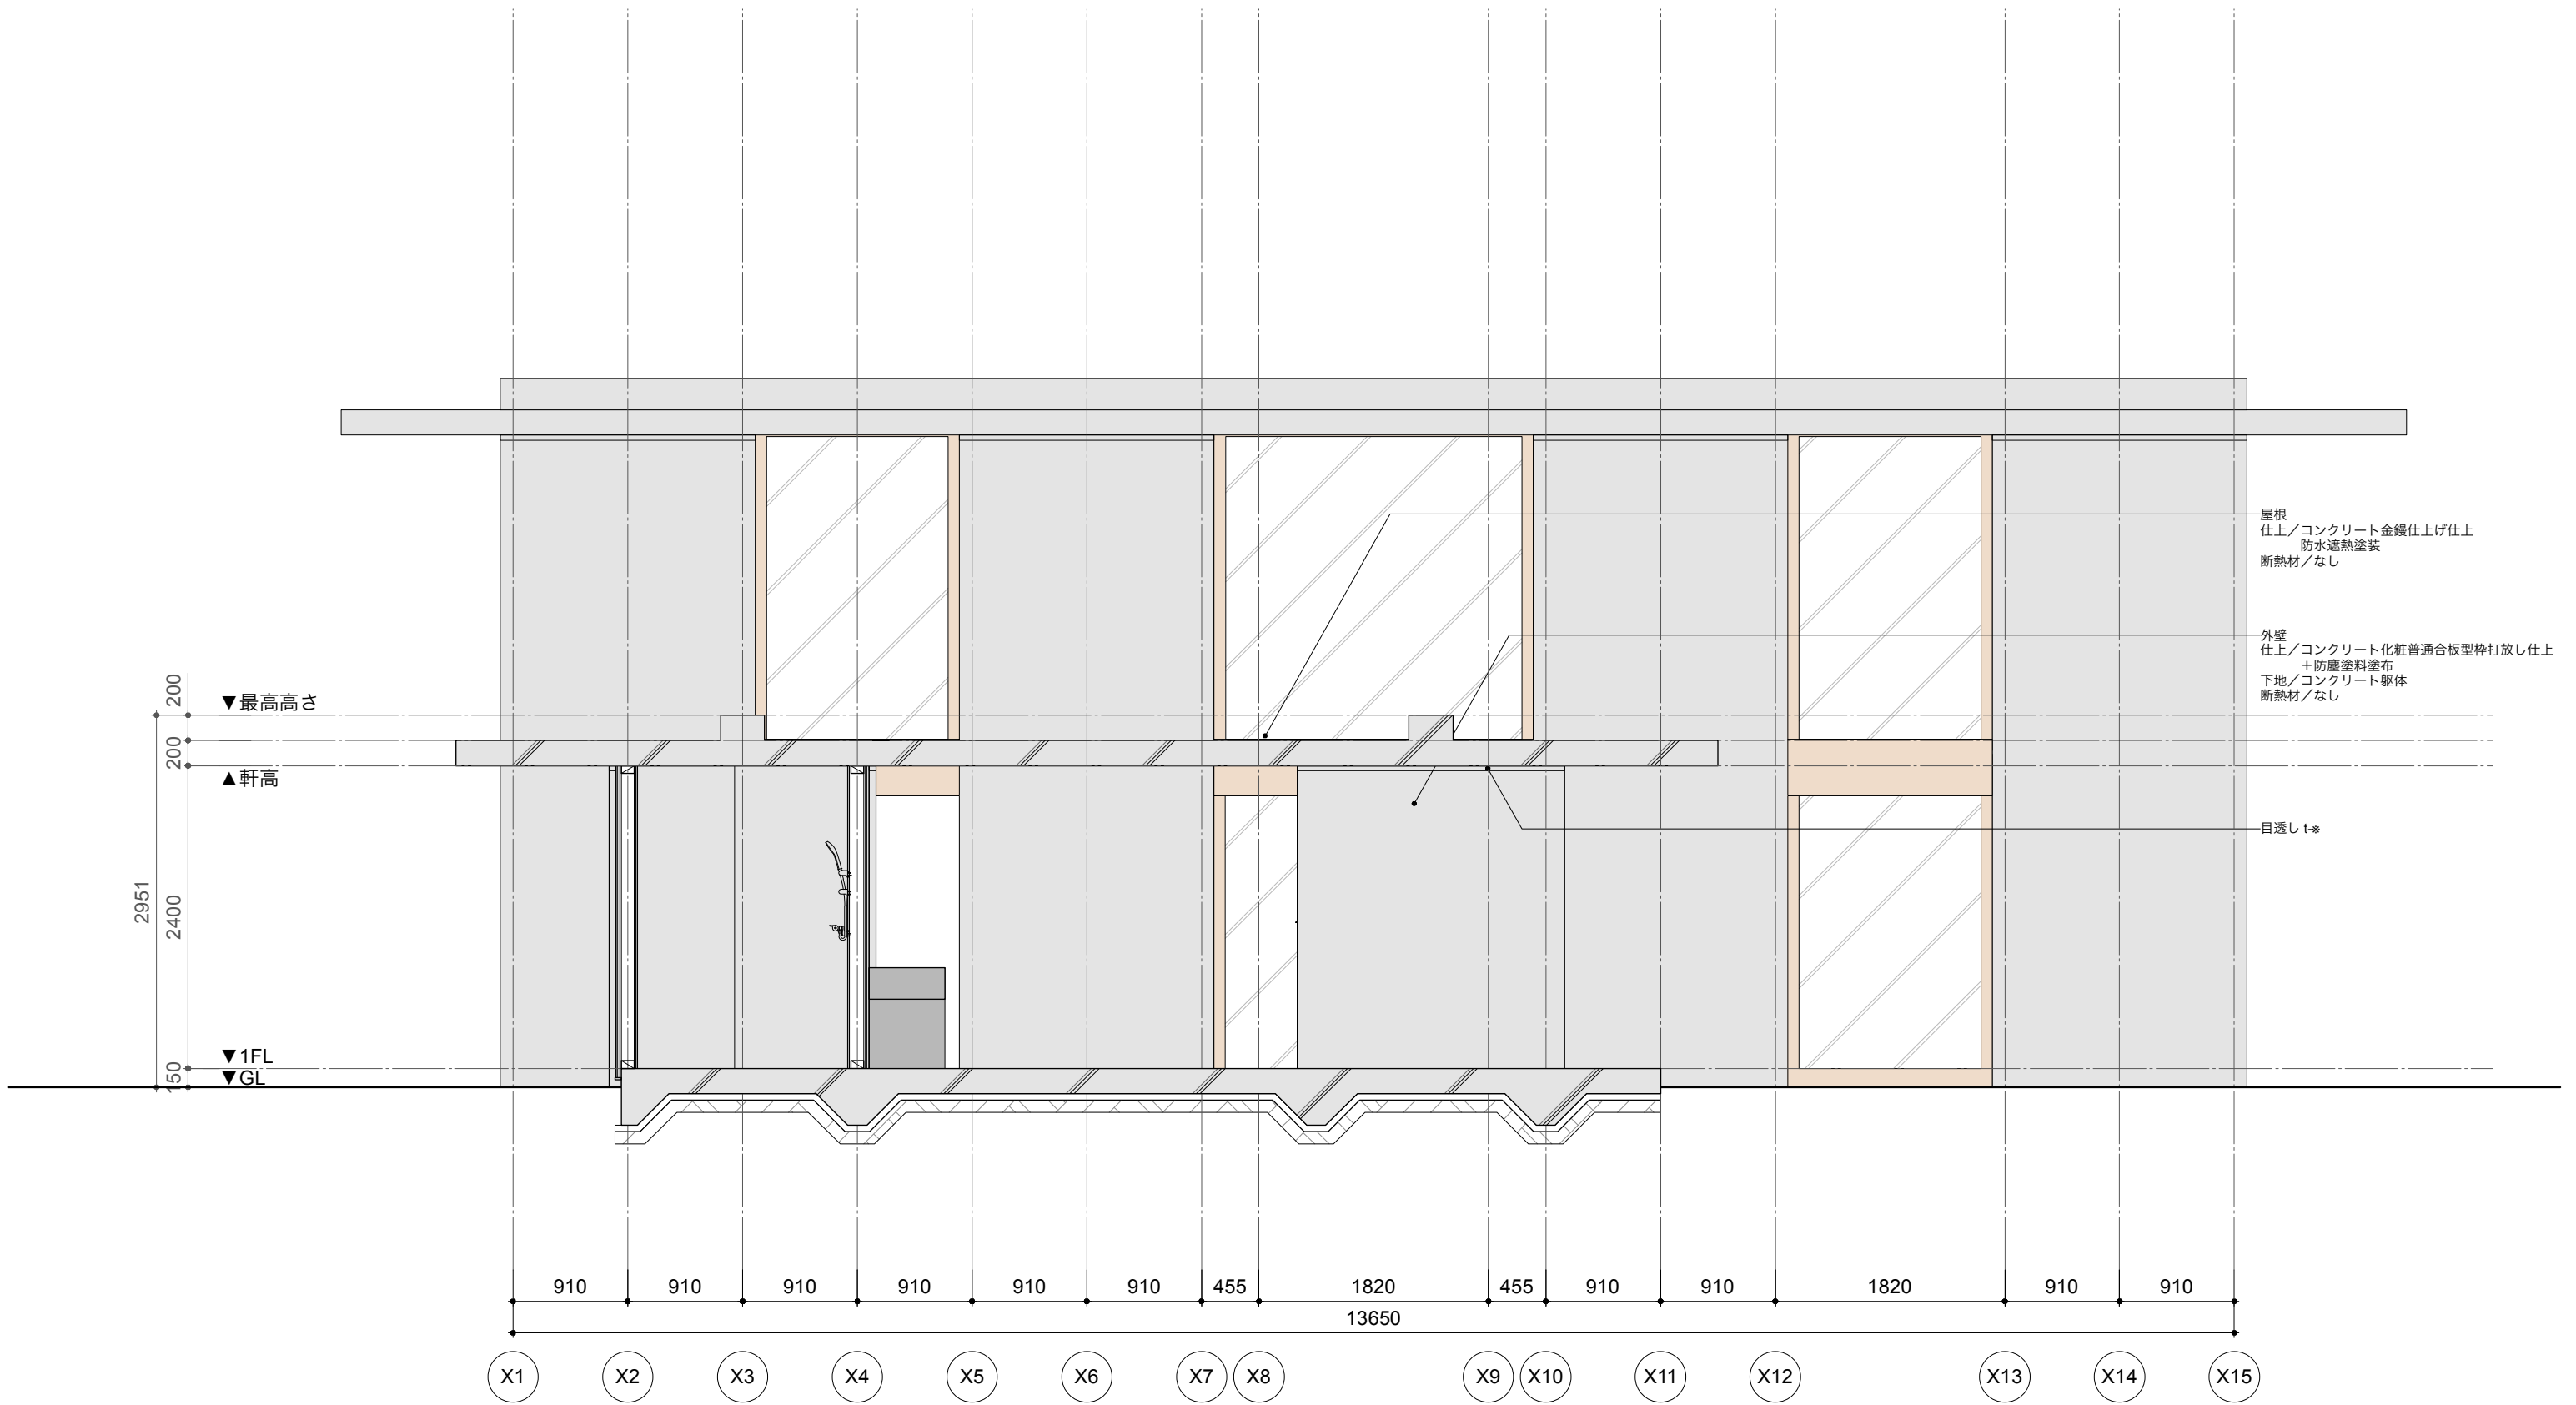 屋根
仕上／コンクリート金鏝仕上げ仕上
防水遮熱塗装
断熱材／なし
外壁
仕上／コンクリート化粧普通合板型枠打放し仕上
＋防塵塗料塗布
下地／コンクリート躯体
断熱材／なし
目透し t-※
200
▼最高高さ
200
▲軒高
2951
2400
▼1FL
150
▼GL
910 910 910 910 910 910 455 1820 455 910 910 1820 910 910
13650
X1 X2 X3 X4 X5 X6 X7 X8 X9 X10 X11 X12 X13 X14 X15